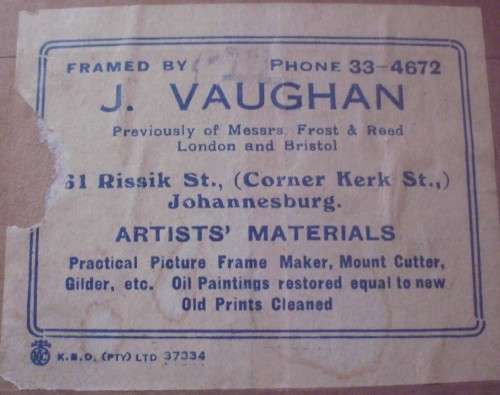 FRAMED BY PHONE 33-4672
J. VAUGHAN
Previously of Messrs. Frost & Reed
London and Bristol
61 Rissik St., (Corner Kerk St.,)
Johannesburg.
ARTISTS' MATERIALS
Practical Picture Frame Maker, Mount Cutter,
Gilder, etc. Oil Paintings restored equal to new
Old Prints Cleaned
K.&D. (PTY) LTD 37334